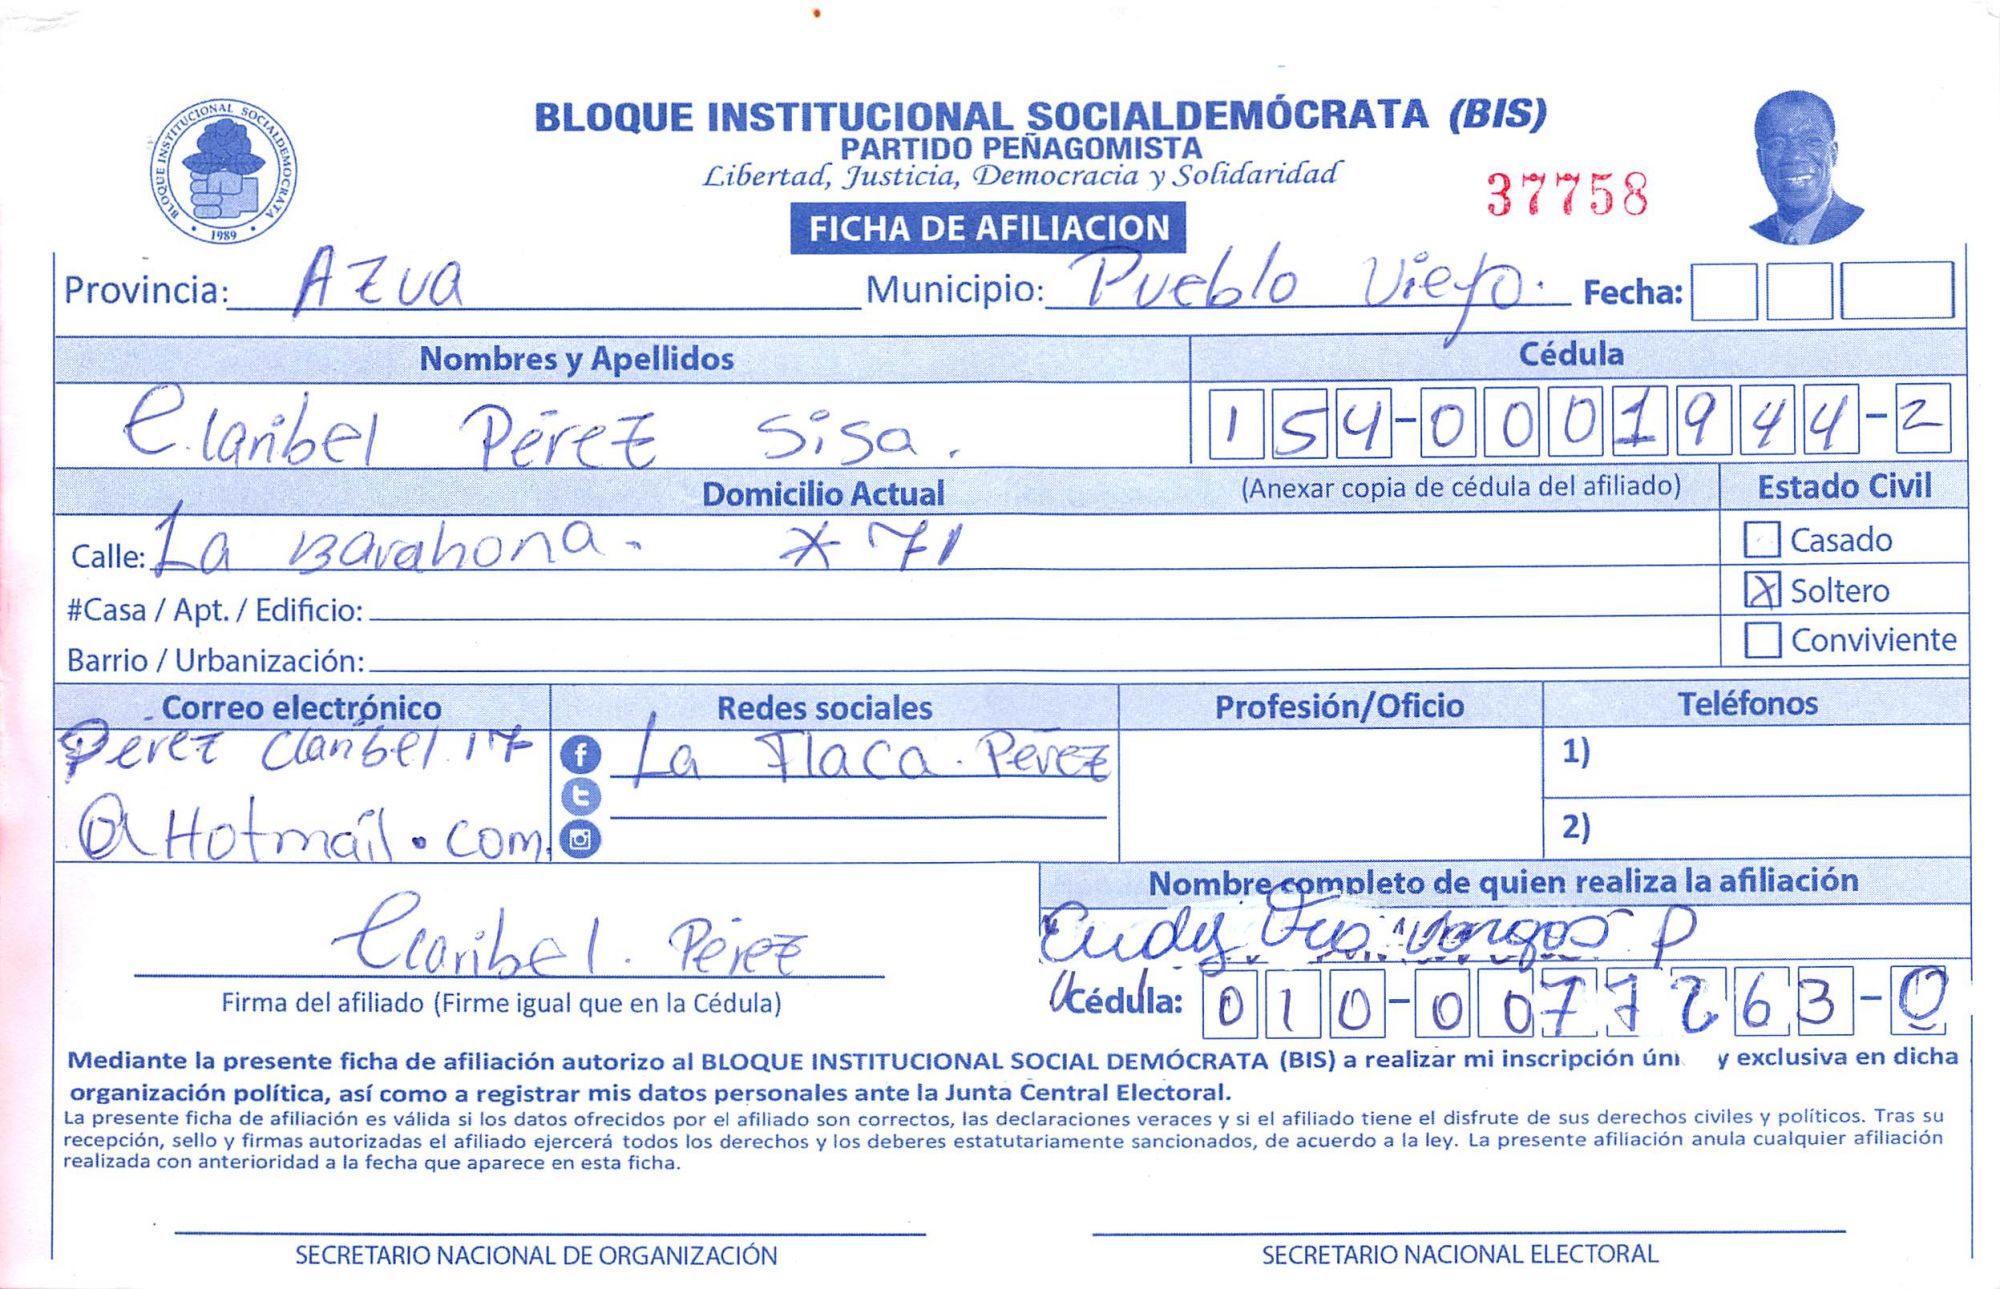 BLOQUE INSTITUCIONAL SOCIALDEMOCRATA
1989
BLOQUE INSTITUCIONAL SOCIALDEMÓCRATA (BIS)
PARTIDO PEÑAGOMISTA
Libertad, Justicia, Democracia y Solidaridad
37758
FICHA DE AFILIACION
Provincia: AZUA Municipio: Pueblo Viejo. Fecha:
Nombres y Apellidos Cédula
Claribel Pérez Sisa. 154-0001944-2
Domicilio Actual (Anexar copia de cédula del afiliado) Estado Civil
Calle: La Barahona. * 71 Casado
#Casa / Apt. / Edificio: X Soltero
Barrio / Urbanización: Conviviente
Correo electrónico Redes sociales Profesión/Oficio Teléfonos
Perez Claribel.17 La Flaca. Pérez 1)
@Hotmail.com. 2)
Nombre completo de quien realiza la afiliación
Claribel. Pérez Eudy Vargas P
Firma del afiliado (Firme igual que en la Cédula) Cédula: 010-0077263-0
Mediante la presente ficha de afiliación autorizo al BLOQUE INSTITUCIONAL SOCIAL DEMÓCRATA (BIS) a realizar mi inscripción úni y exclusiva en dicha
organización política, así como a registrar mis datos personales ante la Junta Central Electoral.
La presente ficha de afiliación es válida si los datos ofrecidos por el afiliado son correctos, las declaraciones veraces y si el afiliado tiene el disfrute de sus derechos civiles y políticos. Tras su
recepción, sello y firmas autorizadas el afiliado ejercerá todos los derechos y los deberes estatutariamente sancionados, de acuerdo a la ley. La presente afiliación anula cualquier afiliación
realizada con anterioridad a la fecha que aparece en esta ficha.
SECRETARIO NACIONAL DE ORGANIZACIÓN SECRETARIO NACIONAL ELECTORAL